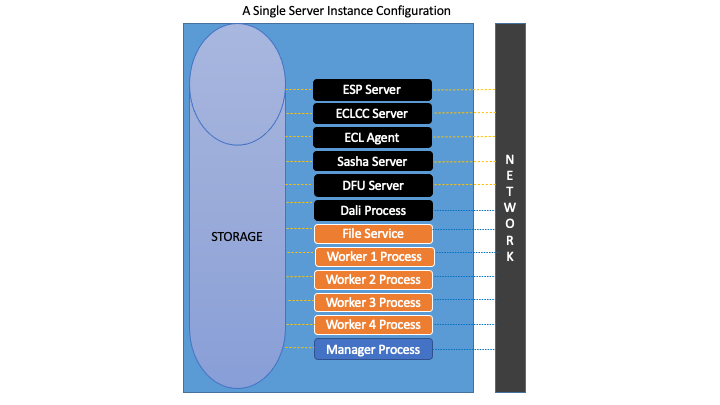 A Single Server Instance Configuration
ESP Server
ECLCC Server
ECL Agent
Sasha Server
DFU Server
Dali Process
STORAGE
File Service
Worker 1 Process
Worker 2 Process
Worker 3 Process
Worker 4 Process
Manager Process
NETWORK